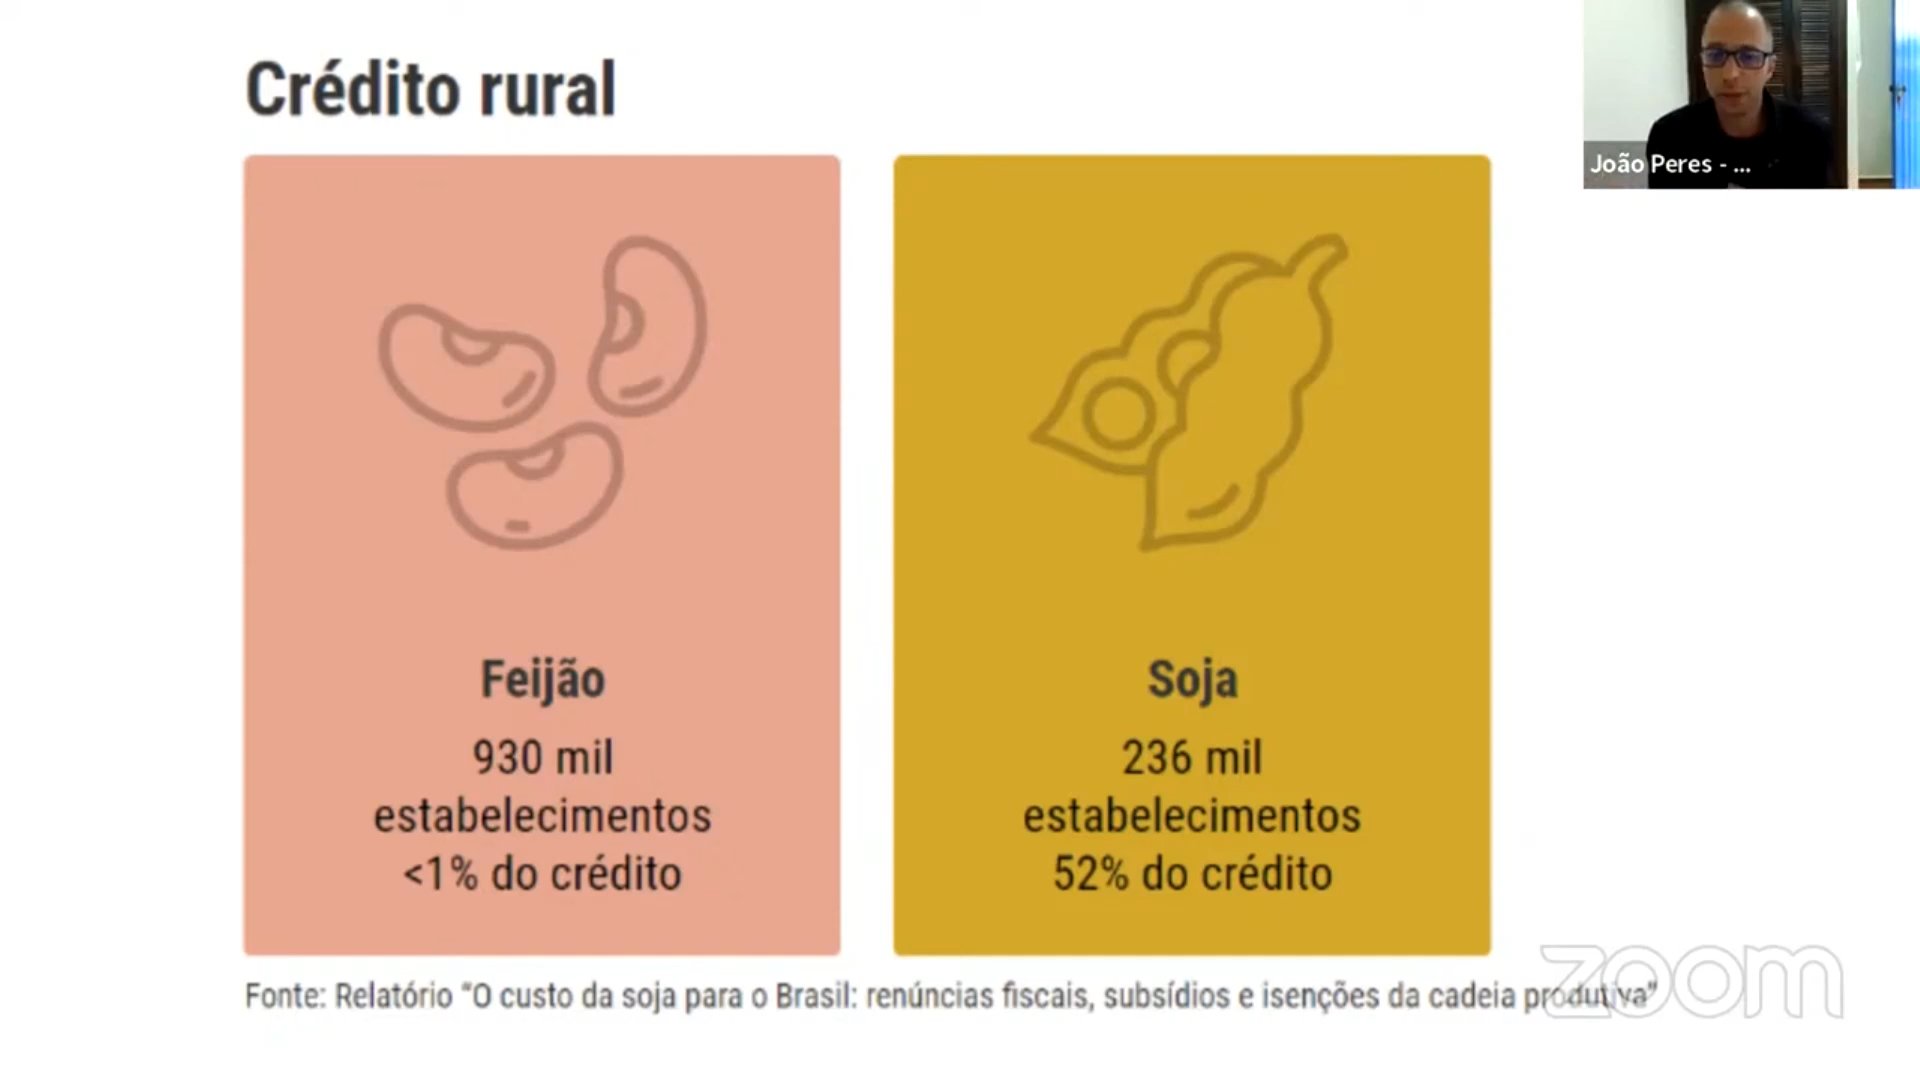 Crédito rural
João Peres - ...
Feijão
930 mil
estabelecimentos
<1% do crédito
Soja
236 mil
estabelecimentos
52% do crédito
Fonte: Relatório “O custo da soja para o Brasil: renúncias fiscais, subsídios e isenções da cadeia produtiva”
zoom